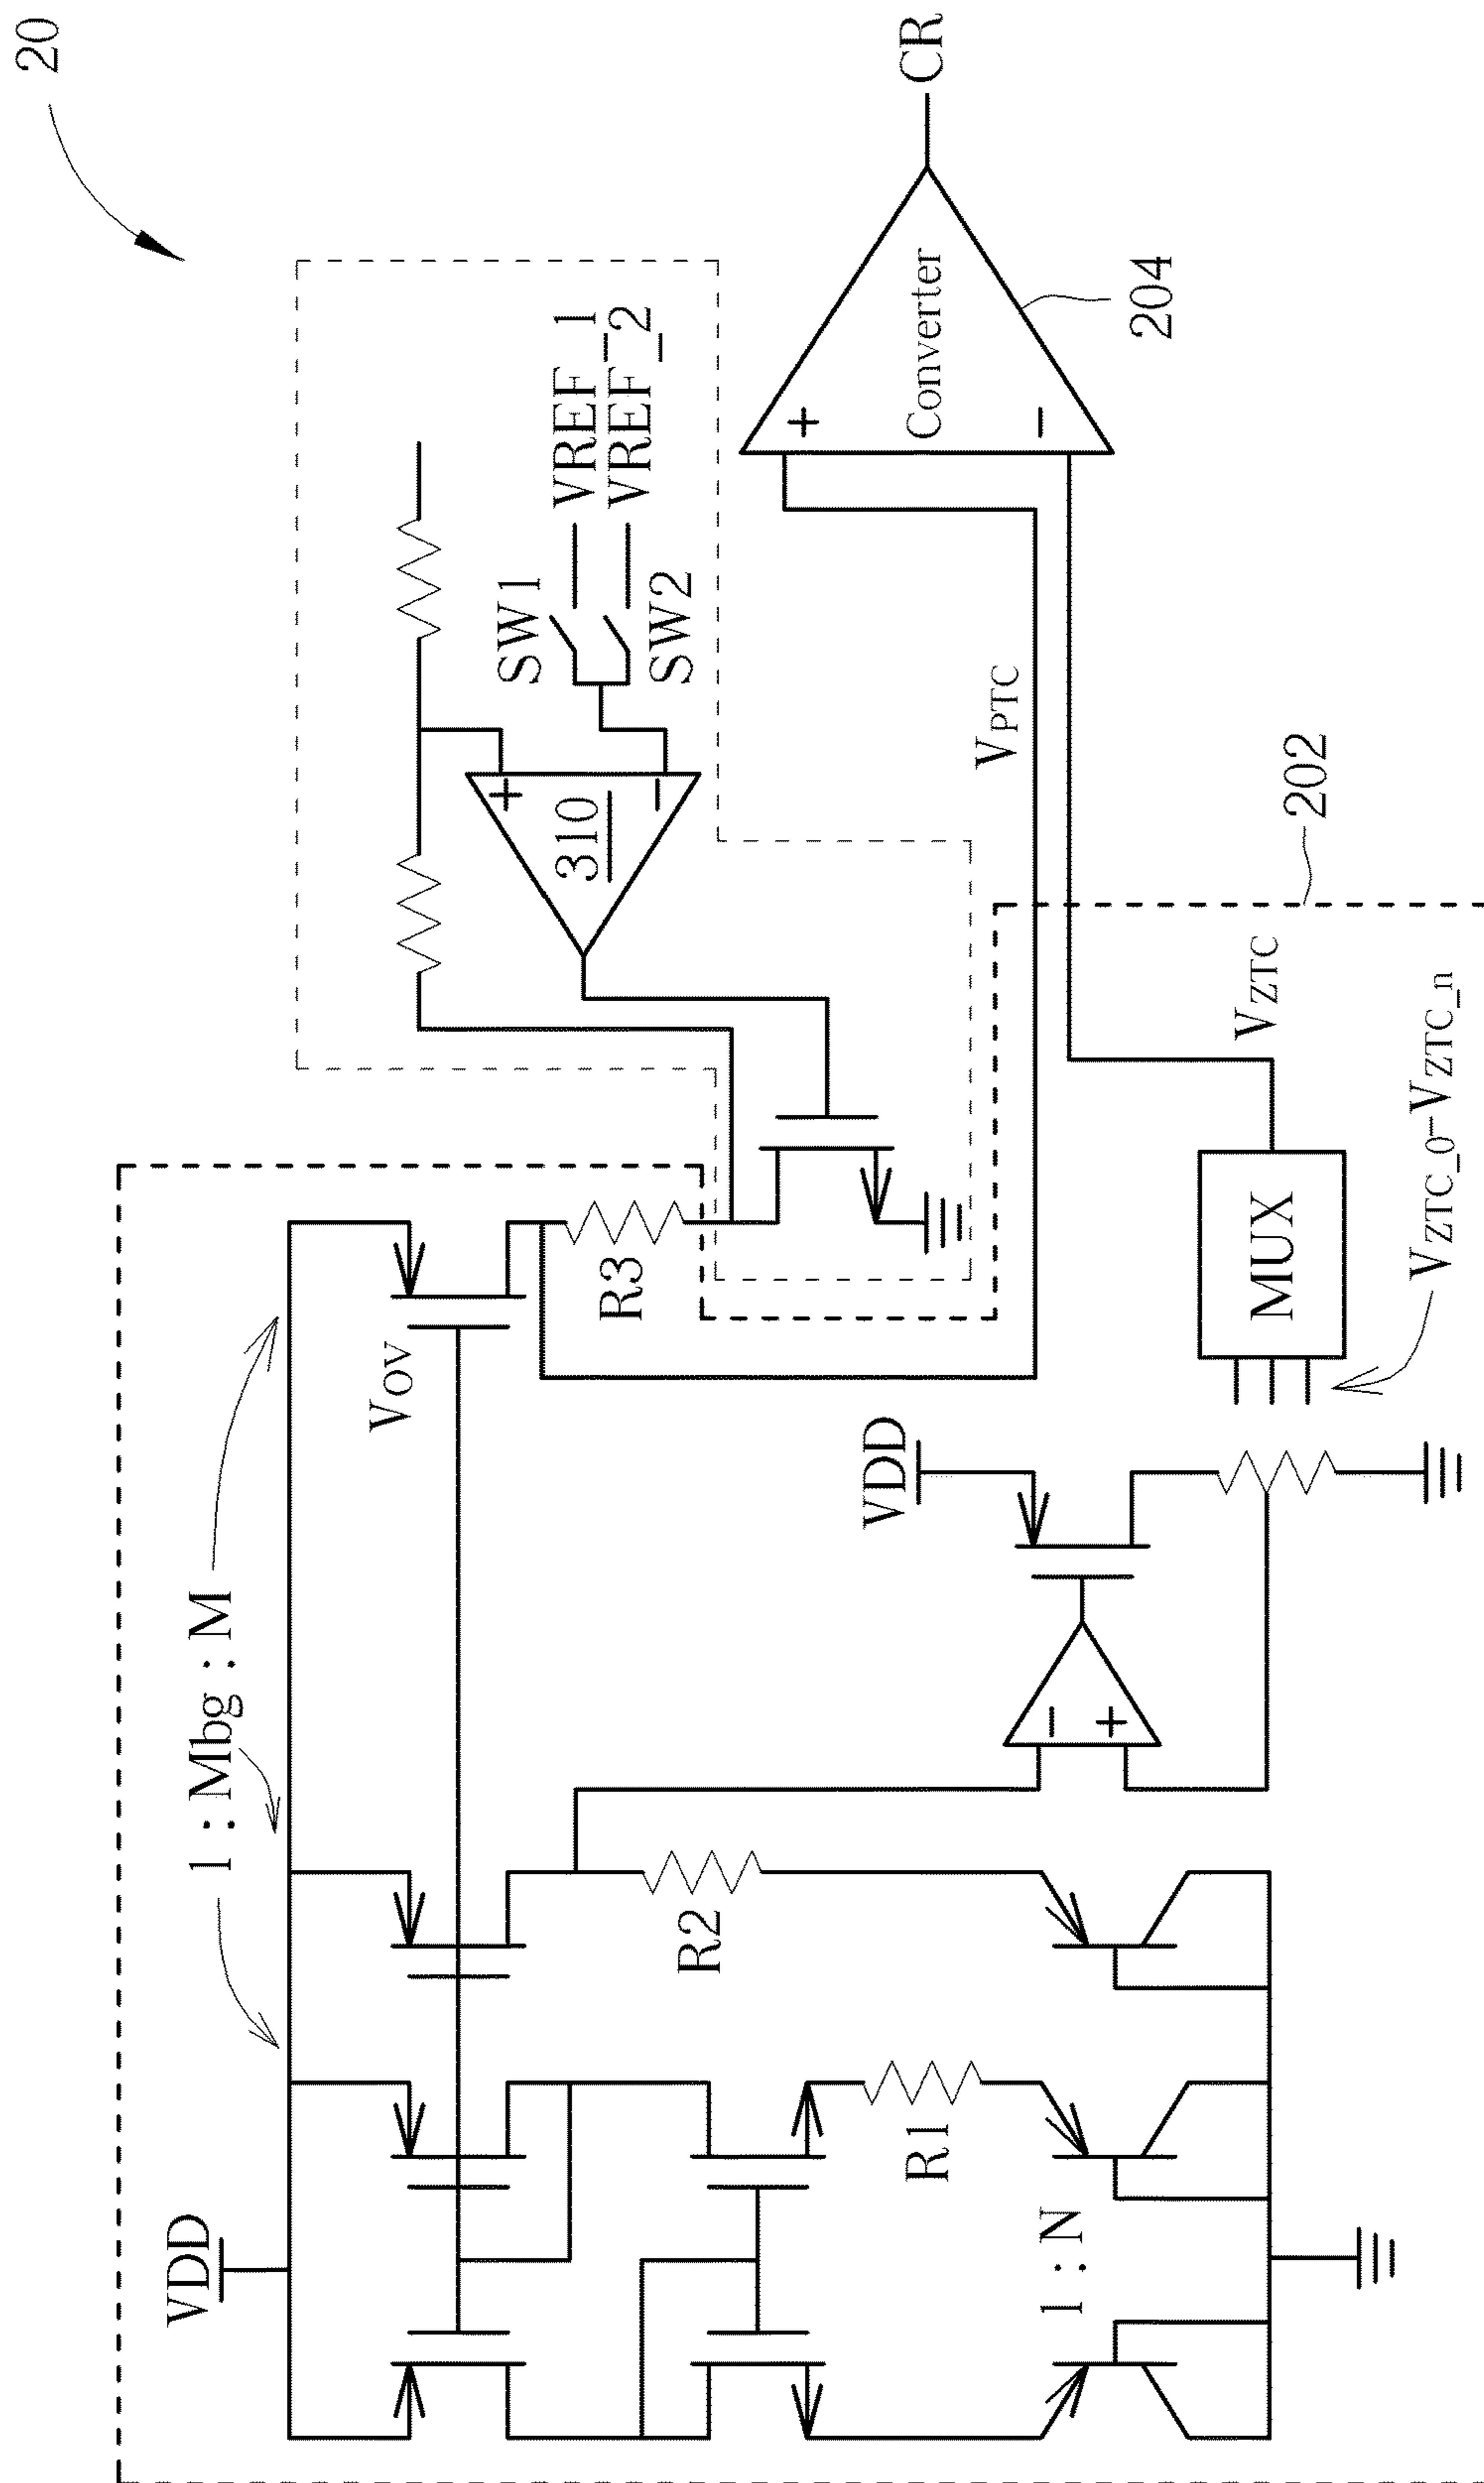 20
VDD
1 : Mbg : M
VOV
R3
R2
R1
1 : N
VDD
SW1
SW2
VREF_1
VREF_2
310
+
−
VPTC
+
−
Converter
204
CR
−
+
MUX
VZTC
VZTC_0-VZTC_n
202